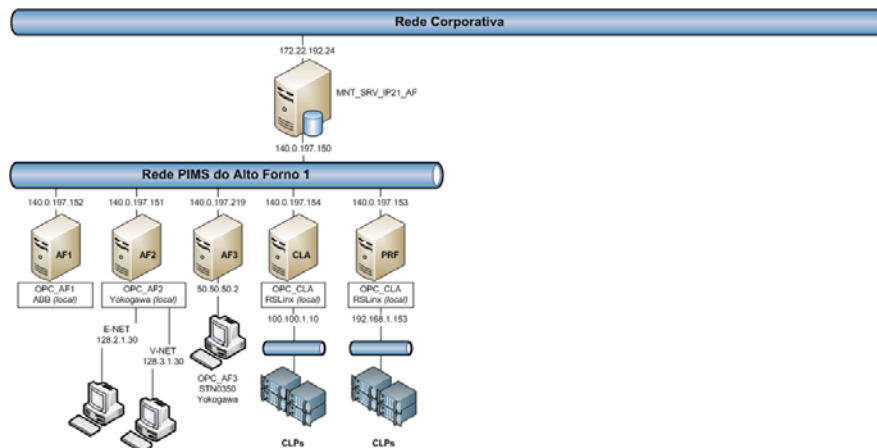 Rede Corporativa
172.22.192.24
MNT_SRV_IP21_AF
140.0.197.150
Rede PIMS do Alto Forno 1
140.0.197.152
140.0.197.151
140.0.197.219
140.0.197.154
140.0.197.153
AF1
AF2
AF3
CLA
PRF
OPC_AF1
ABB (local)
OPC_AF2
Yokogawa (local)
50.50.50.2
OPC_CLA
RSLinx (local)
OPC_CLA
RSLinx (local)
100.100.1.10
192.168.1.153
E-NET
128.2.1.30
V-NET
128.3.1.30
OPC_AF3
STN0350
Yokogawa
CLPs
CLPs